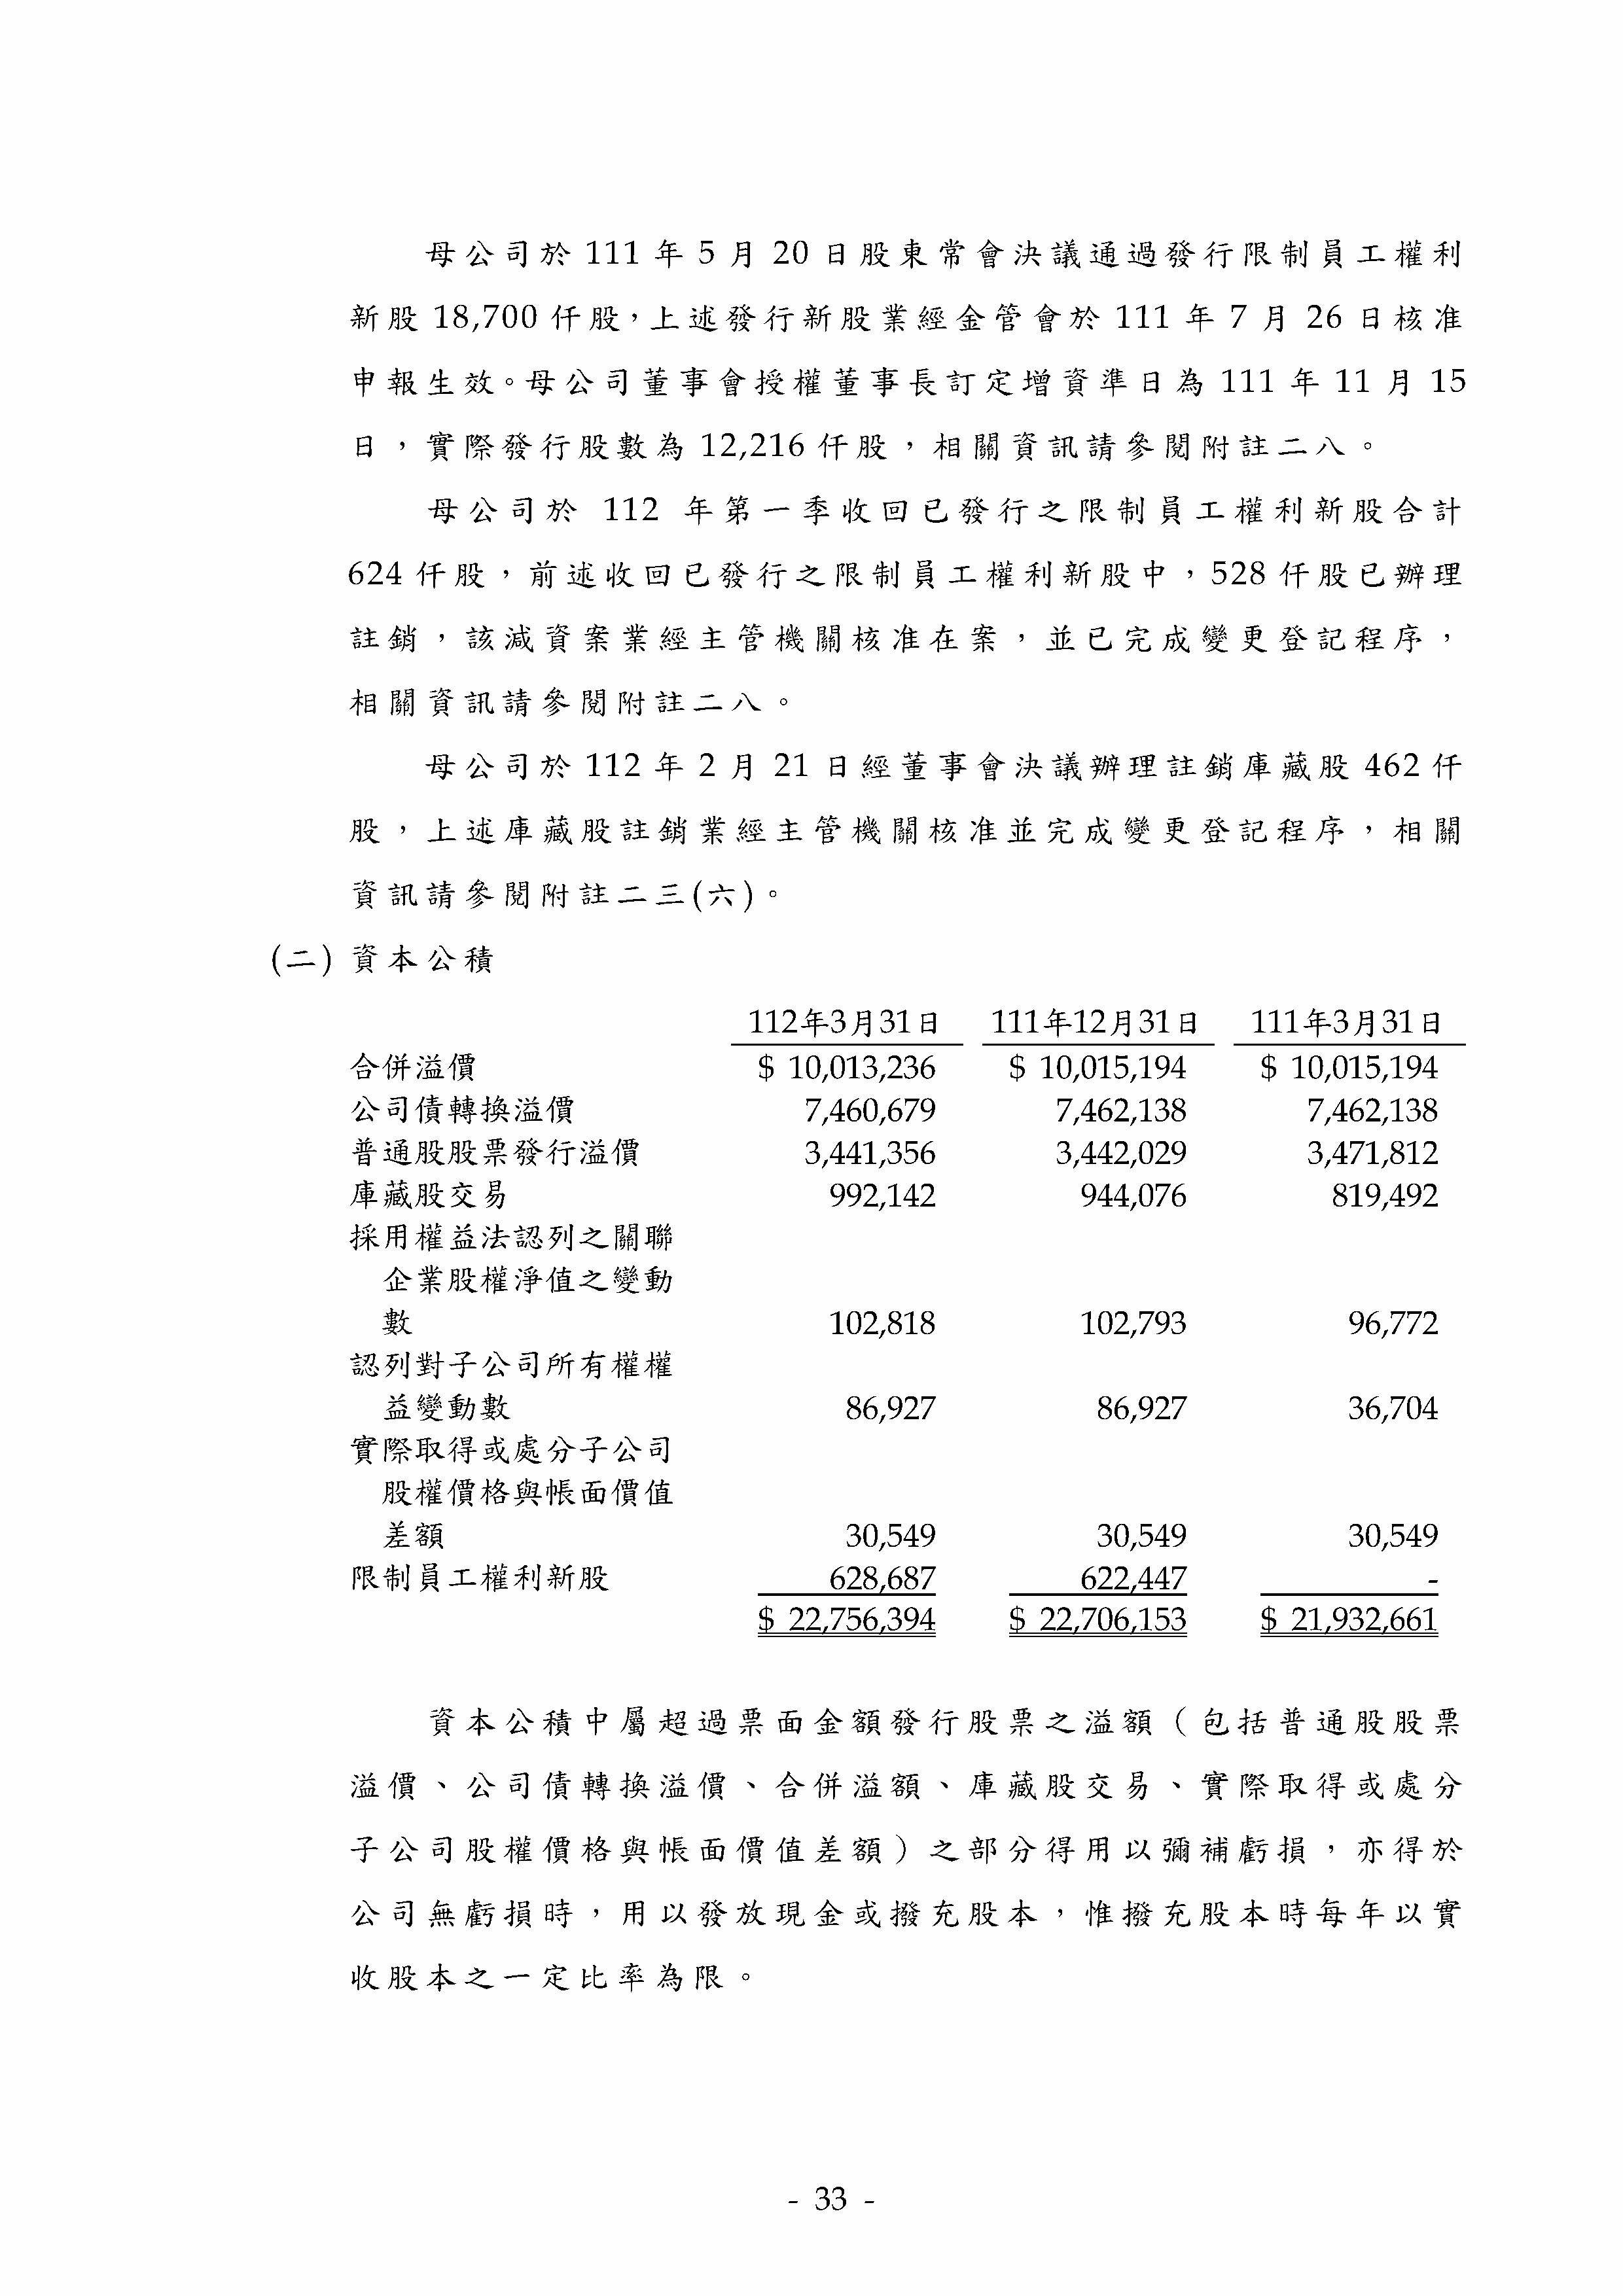 母公司於 111 年 5 月 20 日股東常會決議通過發行限制員工權利
新股 18,700 仟股，上述發行新股業經金管會於 111 年 7 月 26 日核准
申報生效。母公司董事會授權董事長訂定增資準日為 111 年 11 月 15
日，實際發行股數為 12,216 仟股，相關資訊請參閱附註二八。
母公司於 112 年第一季收回已發行之限制員工權利新股合計
624 仟股，前述收回已發行之限制員工權利新股中，528 仟股已辦理
註銷，該減資案業經主管機關核准在案，並已完成變更登記程序，
相關資訊請參閱附註二八。
母公司於 112 年 2 月 21 日經董事會決議辦理註銷庫藏股 462 仟
股，上述庫藏股註銷業經主管機關核准並完成變更登記程序，相關
資訊請參閱附註二三(六)。
(二) 資本公積
112年3月31日 111年12月31日 111年3月31日
合併溢價 $ 10,013,236 $ 10,015,194 $ 10,015,194
公司債轉換溢價 7,460,679 7,462,138 7,462,138
普通股股票發行溢價 3,441,356 3,442,029 3,471,812
庫藏股交易 992,142 944,076 819,492
採用權益法認列之關聯
企業股權淨值之變動
數 102,818 102,793 96,772
認列對子公司所有權權
益變動數 86,927 86,927 36,704
實際取得或處分子公司
股權價格與帳面價值
差額 30,549 30,549 30,549
限制員工權利新股 628,687 622,447 -
$ 22,756,394 $ 22,706,153 $ 21,932,661
資本公積中屬超過票面金額發行股票之溢額（包括普通股股票
溢價、公司債轉換溢價、合併溢額、庫藏股交易、實際取得或處分
子公司股權價格與帳面價值差額）之部分得用以彌補虧損，亦得於
公司無虧損時，用以發放現金或撥充股本，惟撥充股本時每年以實
收股本之一定比率為限。
- 33 -